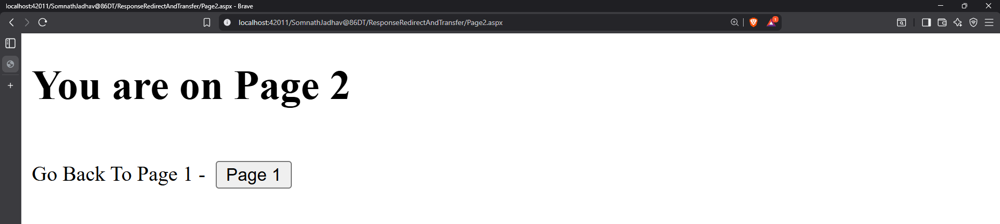 localhost:42011/SomnathJadhav@86DT/ResponseRedirectAndTransfer/Page2.aspx - Brave
localhost:42011/SomnathJadhav@86DT/ResponseRedirectAndTransfer/Page2.aspx
1
You are on Page 2
Go Back To Page 1 - Page 1